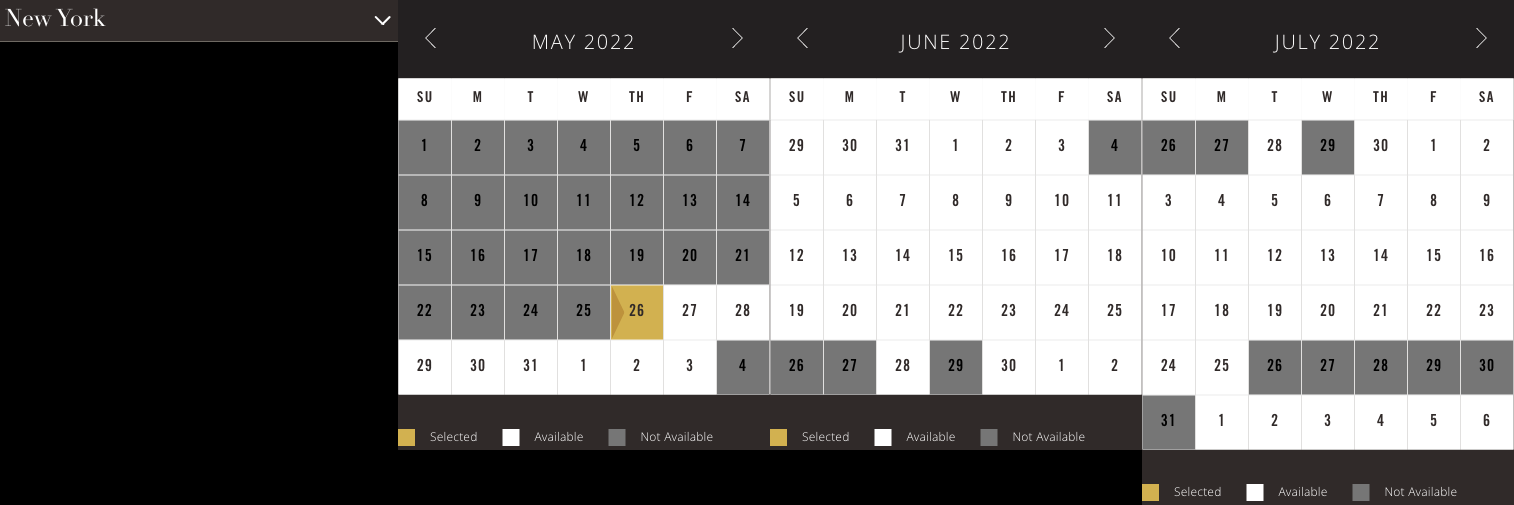 New York
MAY 2022
SU M T W TH F SA
1 2 3 4 5 6 7
8 9 10 11 12 13 14
15 16 17 18 19 20 21
22 23 24 25 26 27 28
29 30 31 1 2 3 4
Selected Available Not Available
JUNE 2022
SU M T W TH F SA
29 30 31 1 2 3 4
5 6 7 8 9 10 11
12 13 14 15 16 17 18
19 20 21 22 23 24 25
26 27 28 29 30 1 2
Selected Available Not Available
JULY 2022
SU M T W TH F SA
26 27 28 29 30 1 2
3 4 5 6 7 8 9
10 11 12 13 14 15 16
17 18 19 20 21 22 23
24 25 26 27 28 29 30
31 1 2 3 4 5 6
Selected Available Not Available